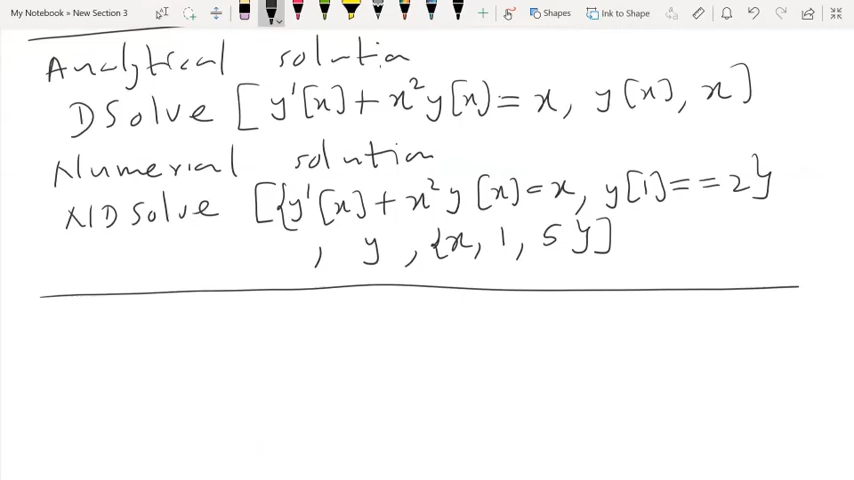 My Notebook » New Section 3
Shapes
Ink to Shape
Analytical solution
DSolve [y'[x] + x²y[x] = x, y[x], x]
Numerial solution
NDSolve [{y'[x] + x²y[x] = x, y[1] == 2}
, y, {x, 1, 5}]